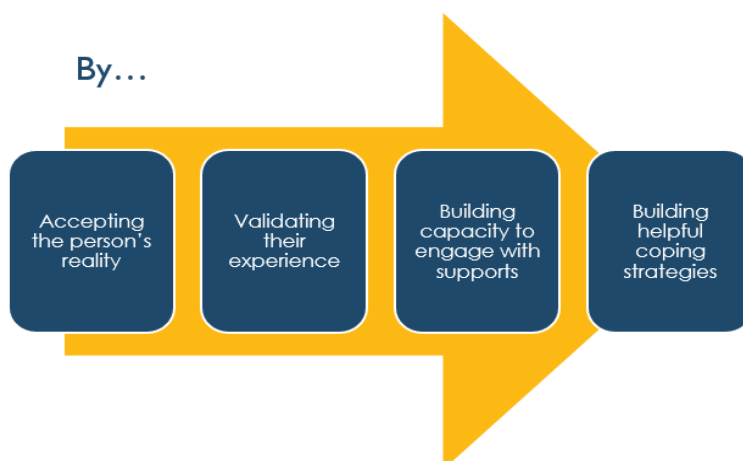 By...
Accepting
the person's
reality
Validating
their
experience
Building
capacity to
engage with
supports
Building
helpful
coping
strategies